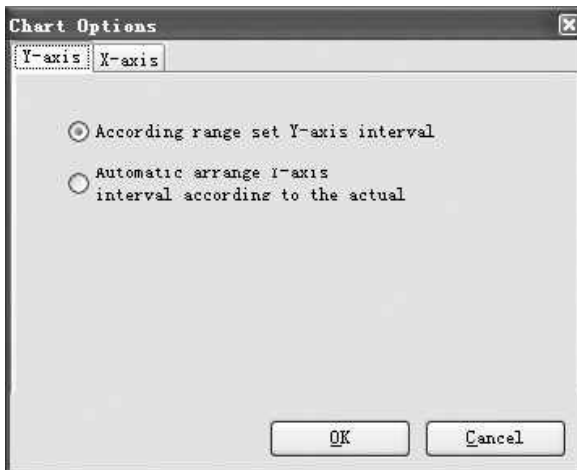 Chart Options
Y-axis X-axis
According range set Y-axis interval
Automatic arrange Y-axis
interval according to the actual
OK Cancel